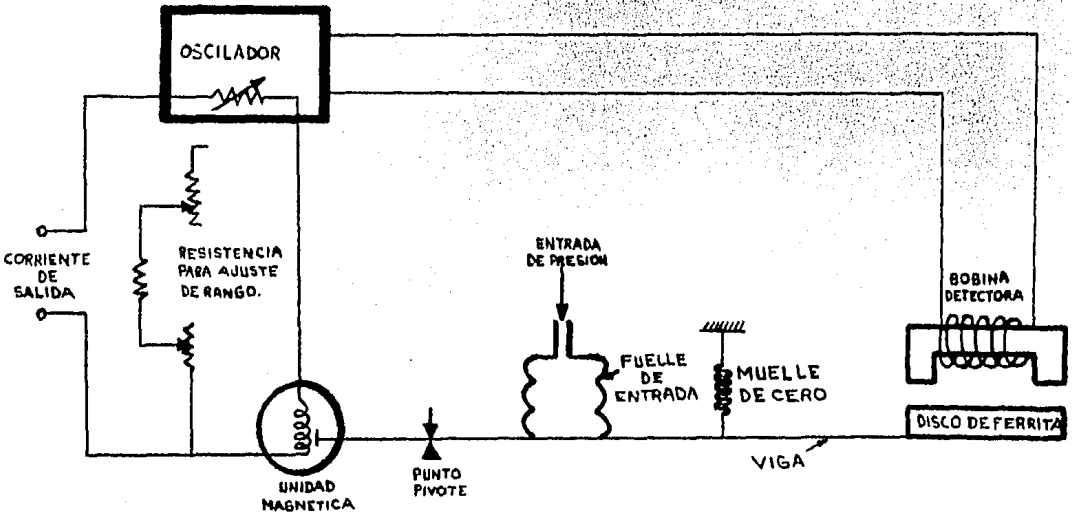 OSCILADOR
CORRIENTE
DE
SALIDA
RESISTENCIA
PARA AJUSTE
DE RANGO.
ENTRADA
DE PRESION
BOBINA
DETECTORA
FUELLE
DE
ENTRADA
MUELLE
DE CERO
DISCO DE FERRITA
VIGA
PUNTO
PIVOTE
UNIDAD
MAGNETICA